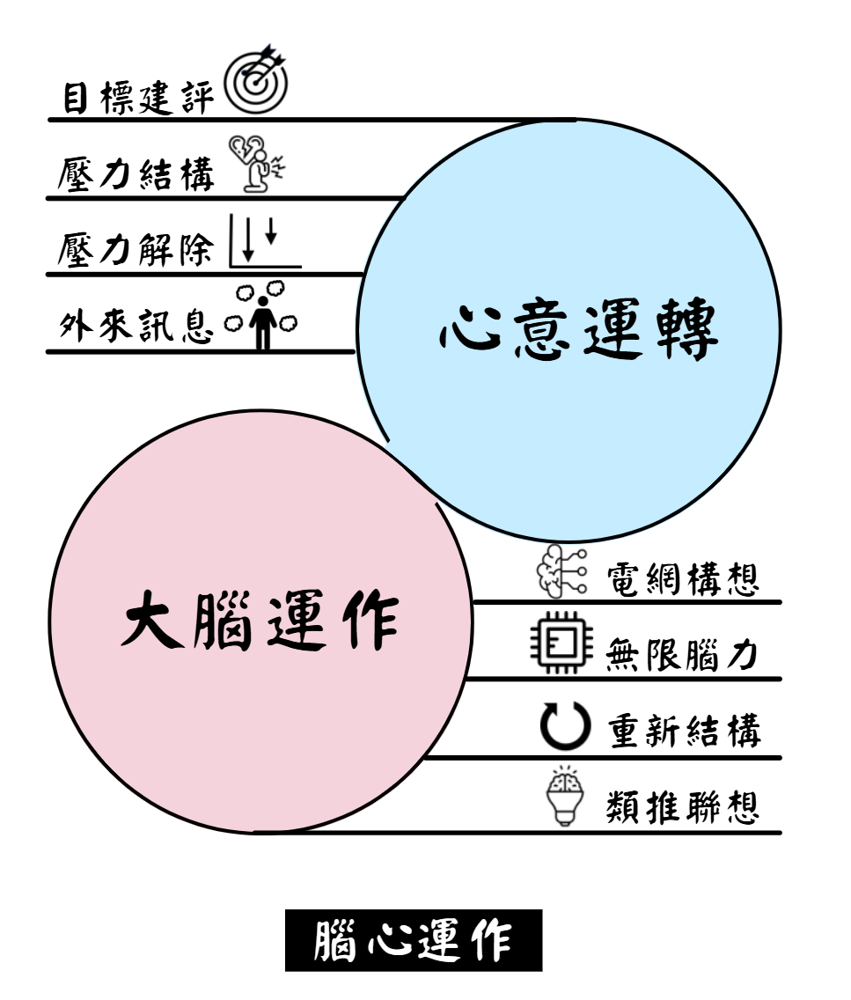 目標建評
壓力結構
壓力解除
外來訊息
心意運轉
大腦運作
電網構想
無限腦力
重新結構
類推聯想
腦心運作